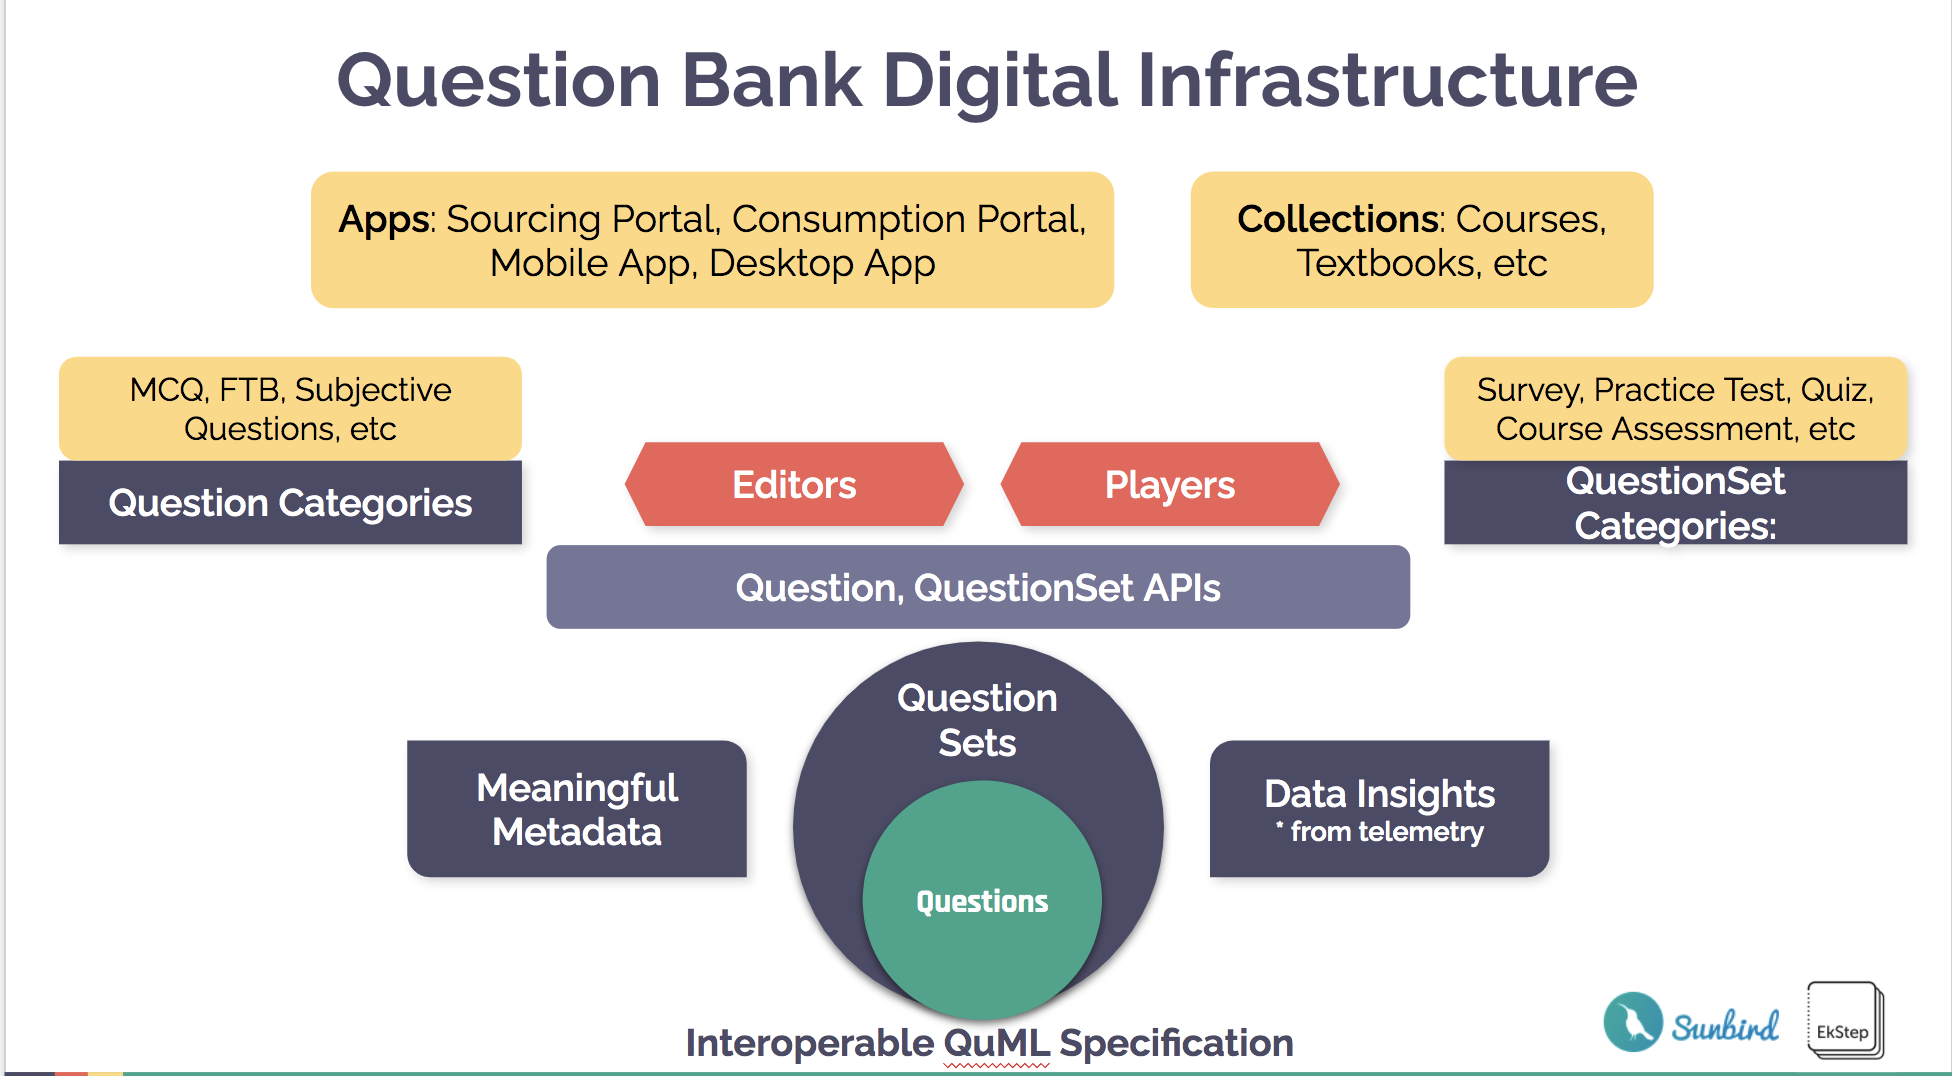 Question Bank Digital Infrastructure
Apps: Sourcing Portal, Consumption Portal,
Mobile App, Desktop App
Collections: Courses,
Textbooks, etc
MCQ, FTB, Subjective
Questions, etc
Question Categories
Survey, Practice Test, Quiz,
Course Assessment, etc
QuestionSet
Categories:
Editors
Players
Question, QuestionSet APIs
Question
Sets
Meaningful
Metadata
Data Insights
* from telemetry
Questions
Interoperable QuML Specification
Sunbird
EkStep